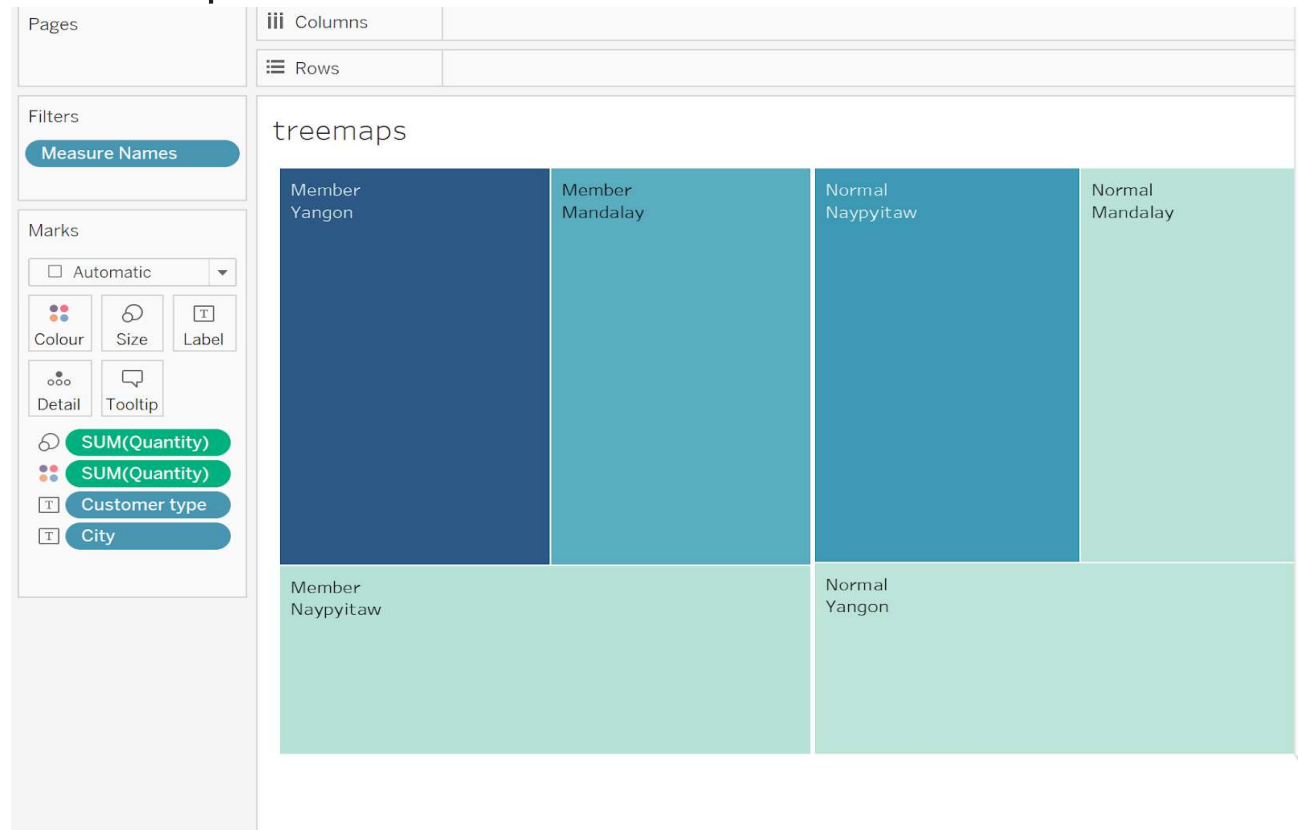 Pages
Columns
Rows
Filters
Measure Names
Marks
Automatic
Colour
Size
T
Label
Detail
Tooltip
SUM(Quantity)
SUM(Quantity)
T
Customer type
T
City
treemaps
Member
Yangon
Member
Mandalay
Normal
Naypyitaw
Normal
Mandalay
Member
Naypyitaw
Normal
Yangon